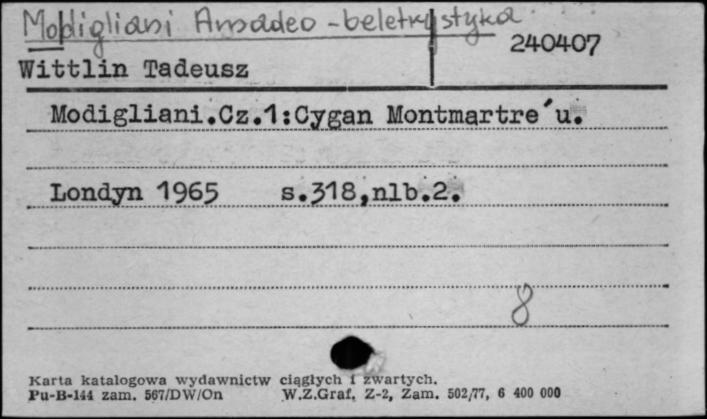 Modigliani Amadeo - beletrystyka
240407
Wittlin Tadeusz
Modigliani.Cz.1:Cygan Montmartre´u.
Londyn 1965 s.318,nlb.2.
8
Karta katalogowa wydawnictw ciągłych i zwartych.
Pu-B-144 zam. 567/DW/On W.Z.Graf. Z-2, Zam. 502/77, 6 400 000